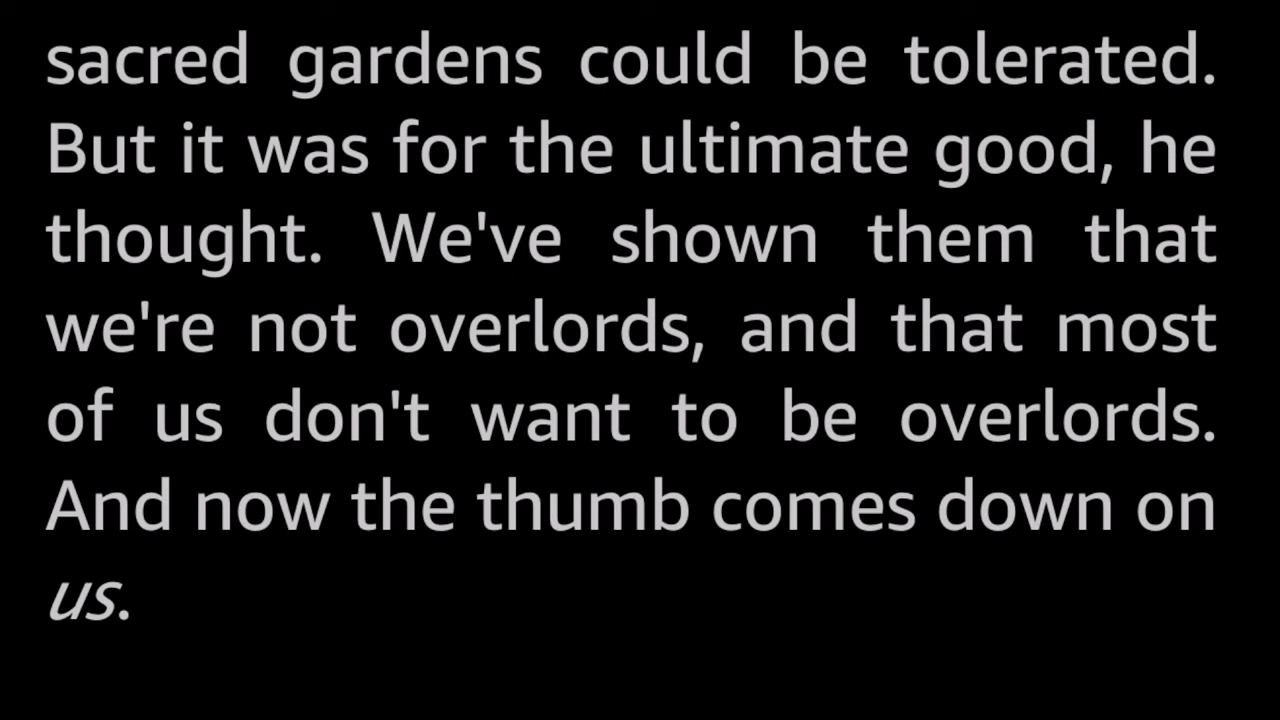 sacred gardens could be tolerated.
But it was for the ultimate good, he
thought. We've shown them that
we're not overlords, and that most
of us don't want to be overlords.
And now the thumb comes down on
us.